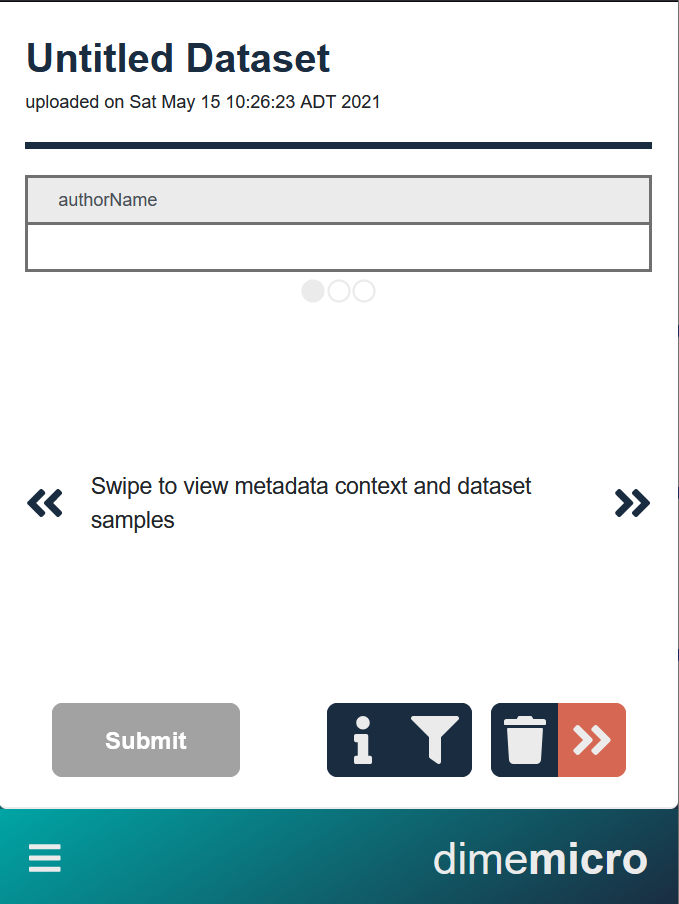 Untitled Dataset
uploaded on Sat May 15 10:26:23 ADT 2021
authorName
Swipe to view metadata context and dataset
samples
Submit
dimemicro